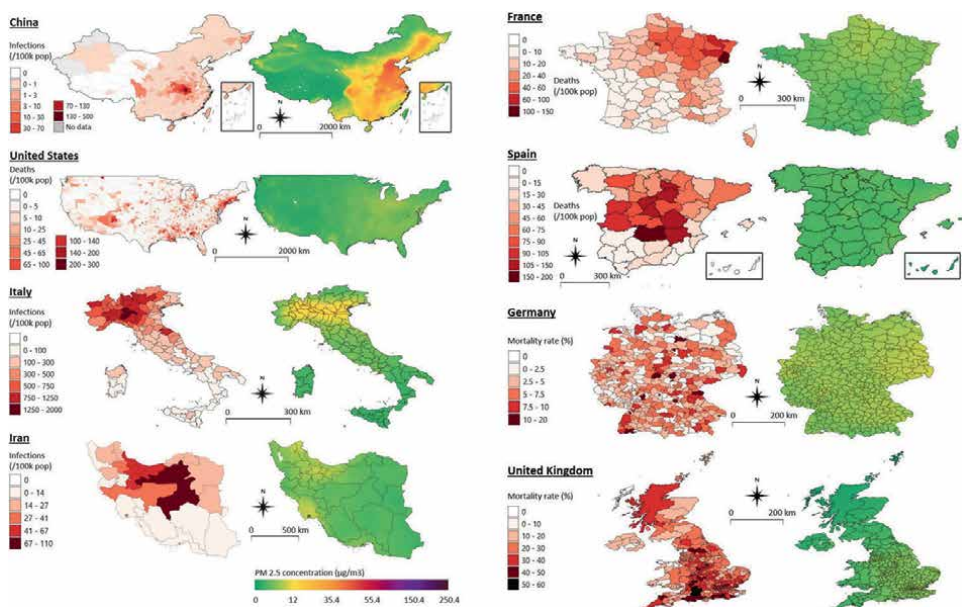 China
Infections
(/100k pop)
0
0 - 1
1 - 3
3 - 10
10 - 30
30 - 70
70 - 130
130 - 500
No data
N
0 2000 km
United States
Deaths
(/100k pop)
0
0 - 5
5 - 10
10 - 25
25 - 45
45 - 65
65 - 100
100 - 140
140 - 200
200 - 300
N
0 2000 km
Italy
Infections
(/100k pop)
0
0 - 100
100 - 300
300 - 500
500 - 750
750 - 1250
1250 - 2000
N
0 300 km
Iran
Infections
(/100k pop)
0
0 - 14
14 - 27
27 - 41
41 - 67
67 - 110
N
0 500 km
PM 2.5 concentration (µg/m3)
0 12 35.4 55.4 150.4 250.4
France
0
0 - 10
10 - 20
20 - 40
40 - 60
60 - 100
100 - 150
Deaths
(/100k pop)
N
0 300 km
Spain
0
0 - 15
15 - 30
30 - 45
45 - 60
60 - 75
75 - 90
90 - 105
105 - 150
150 - 200
Deaths
(/100k pop)
N
0 300 km
Germany
Mortality rate (%)
0
0 - 2.5
2.5 - 5
5 - 7.5
7.5 - 10
10 - 20
N
0 200 km
United Kingdom
Mortality rate (%)
0
0 - 10
10 - 20
20 - 30
30 - 40
40 - 50
50 - 60
N
0 200 km